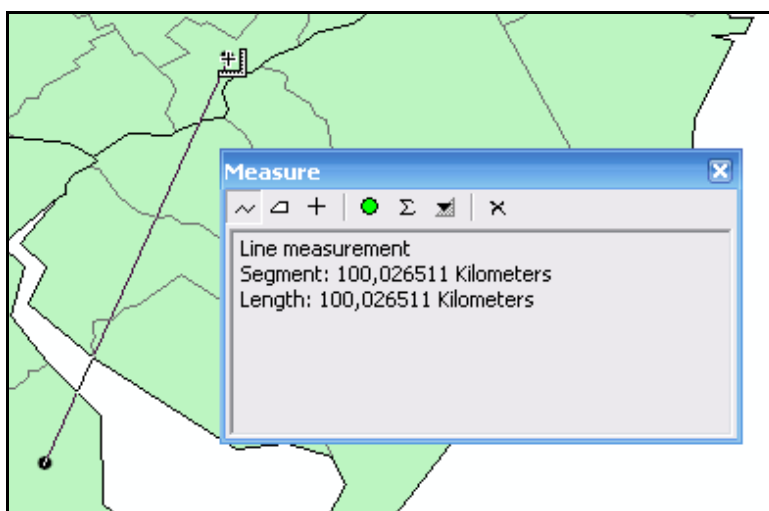 Measure
Line measurement
Segment: 100,026511 Kilometers
Length: 100,026511 Kilometers